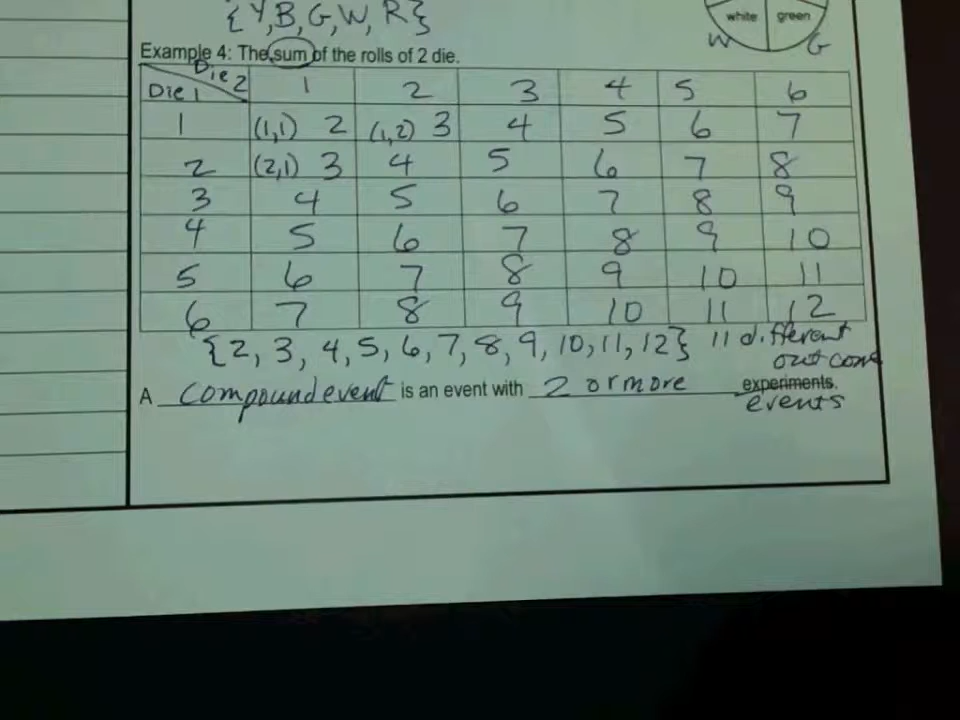 {Y, B, G, W, R}
white green
W G
Example 4: The sum of the rolls of 2 die.
Die 2
Die 1 1 2 3 4 5 6
1 (1,1) 2 (1,2) 3 4 5 6 7
2 (2,1) 3 4 5 6 7 8
3 4 5 6 7 8 9
4 5 6 7 8 9 10
5 6 7 8 9 10 11
6 7 8 9 10 11 12
{2, 3, 4, 5, 6, 7, 8, 9, 10, 11, 12} 11 different
outcome
A compound event is an event with 2 or more experiments.
events